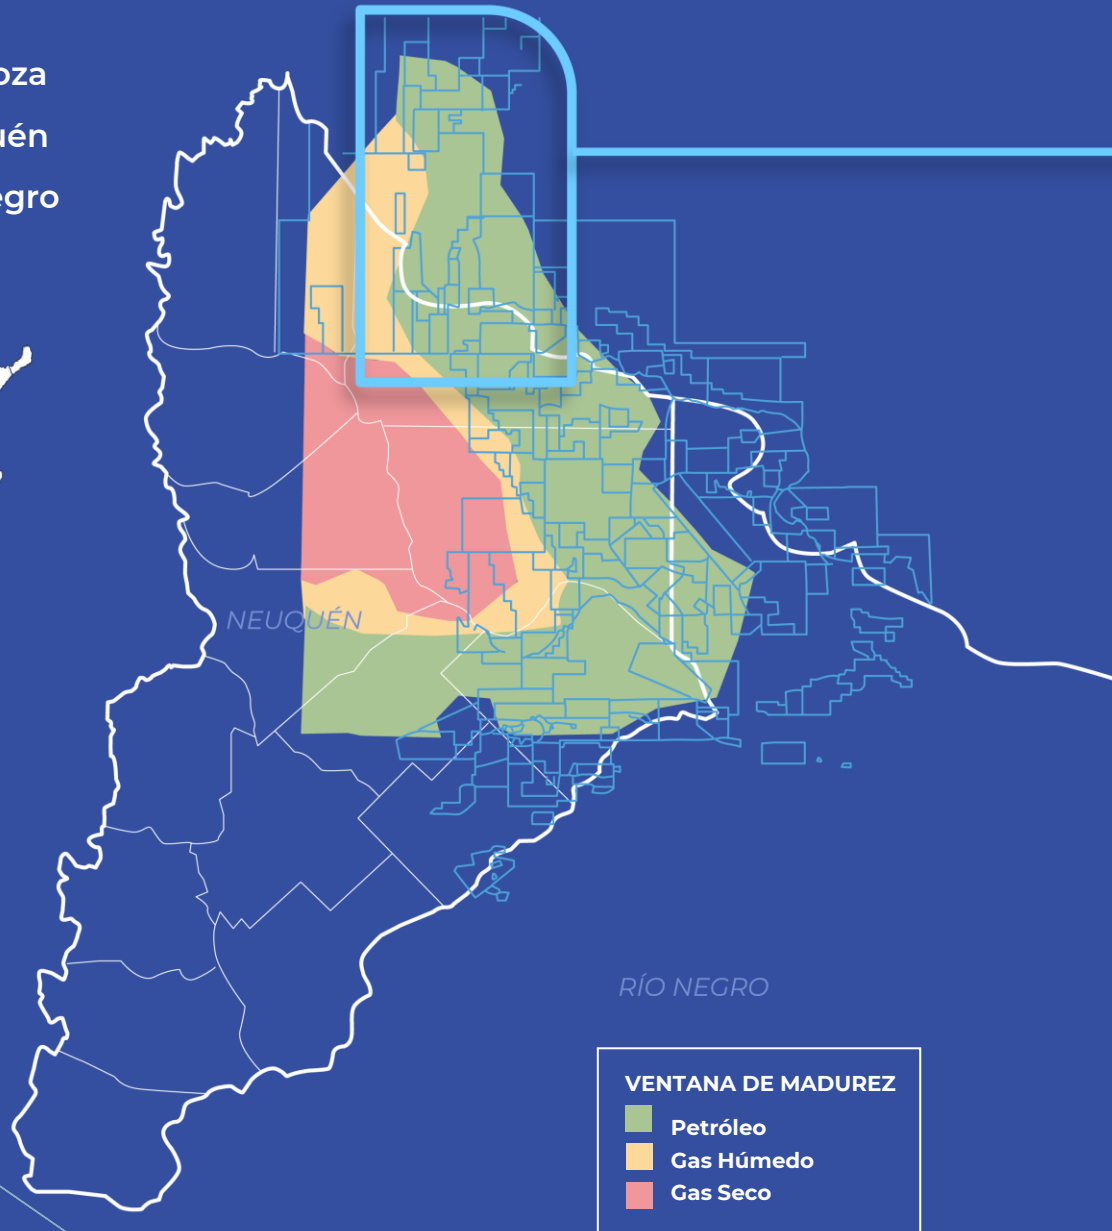 oza
uén
egro
NEUQUÉN
RÍO NEGRO
VENTANA DE MADUREZ
Petróleo
Gas Húmedo
Gas Seco